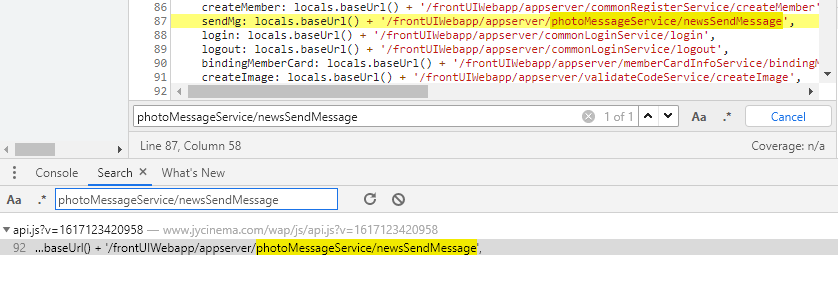 86 createMember: locals.baseUrl() + '/frontUIWebapp/appserver/commonRegisterService/createMember'
87 sendMg: locals.baseUrl() + '/frontUIWebapp/appserver/photoMessageService/newsSendMessage',
88 login: locals.baseUrl() + '/frontUIWebapp/appserver/commonLoginService/login',
89 logout: locals.baseUrl() + '/frontUIWebapp/appserver/commonLoginService/logout',
90 bindingMemberCard: locals.baseUrl() + '/frontUIWebapp/appserver/memberCardInfoService/bindingM
91 createImage: locals.baseUrl() + '/frontUIWebapp/appserver/validateCodeService/createImage',
92
photoMessageService/newsSendMessage 1 of 1 Aa .* Cancel
Line 87, Column 58 Coverage: n/a
Console Search What's New
Aa .* photoMessageService/newsSendMessage
api.js?v=1617123420958 — www.jycinema.com/wap/js/api.js?v=1617123420958
92 ...baseUrl() + '/frontUIWebapp/appserver/photoMessageService/newsSendMessage',